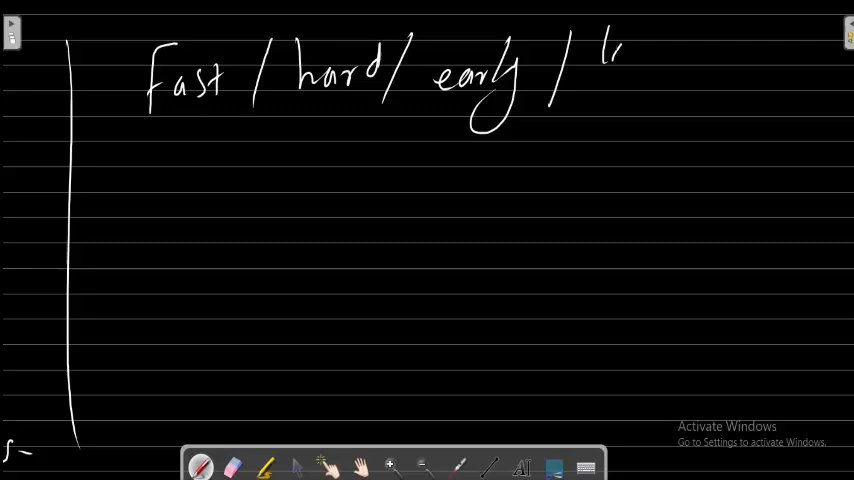 Fast / hard / early /
Activate Windows
Go to Settings to activate Windows.